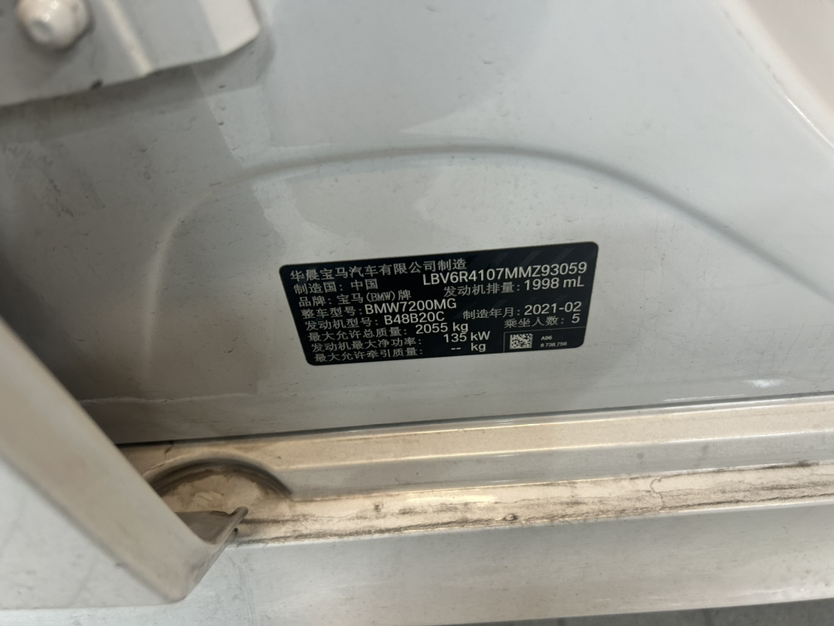 华晨宝马汽车有限公司制造
LBV6R4107MMZ93059
制造国：中国
发动机排量：1998 mL
品牌：宝马(BMW)牌
整车型号：BMW7200MG
制造年月：2021-02
发动机型号：B48B20C
乘坐人数：5
最大允许总质量：2055 kg
发动机最大净功率：135 kW
最大允许牵引质量：-- kg